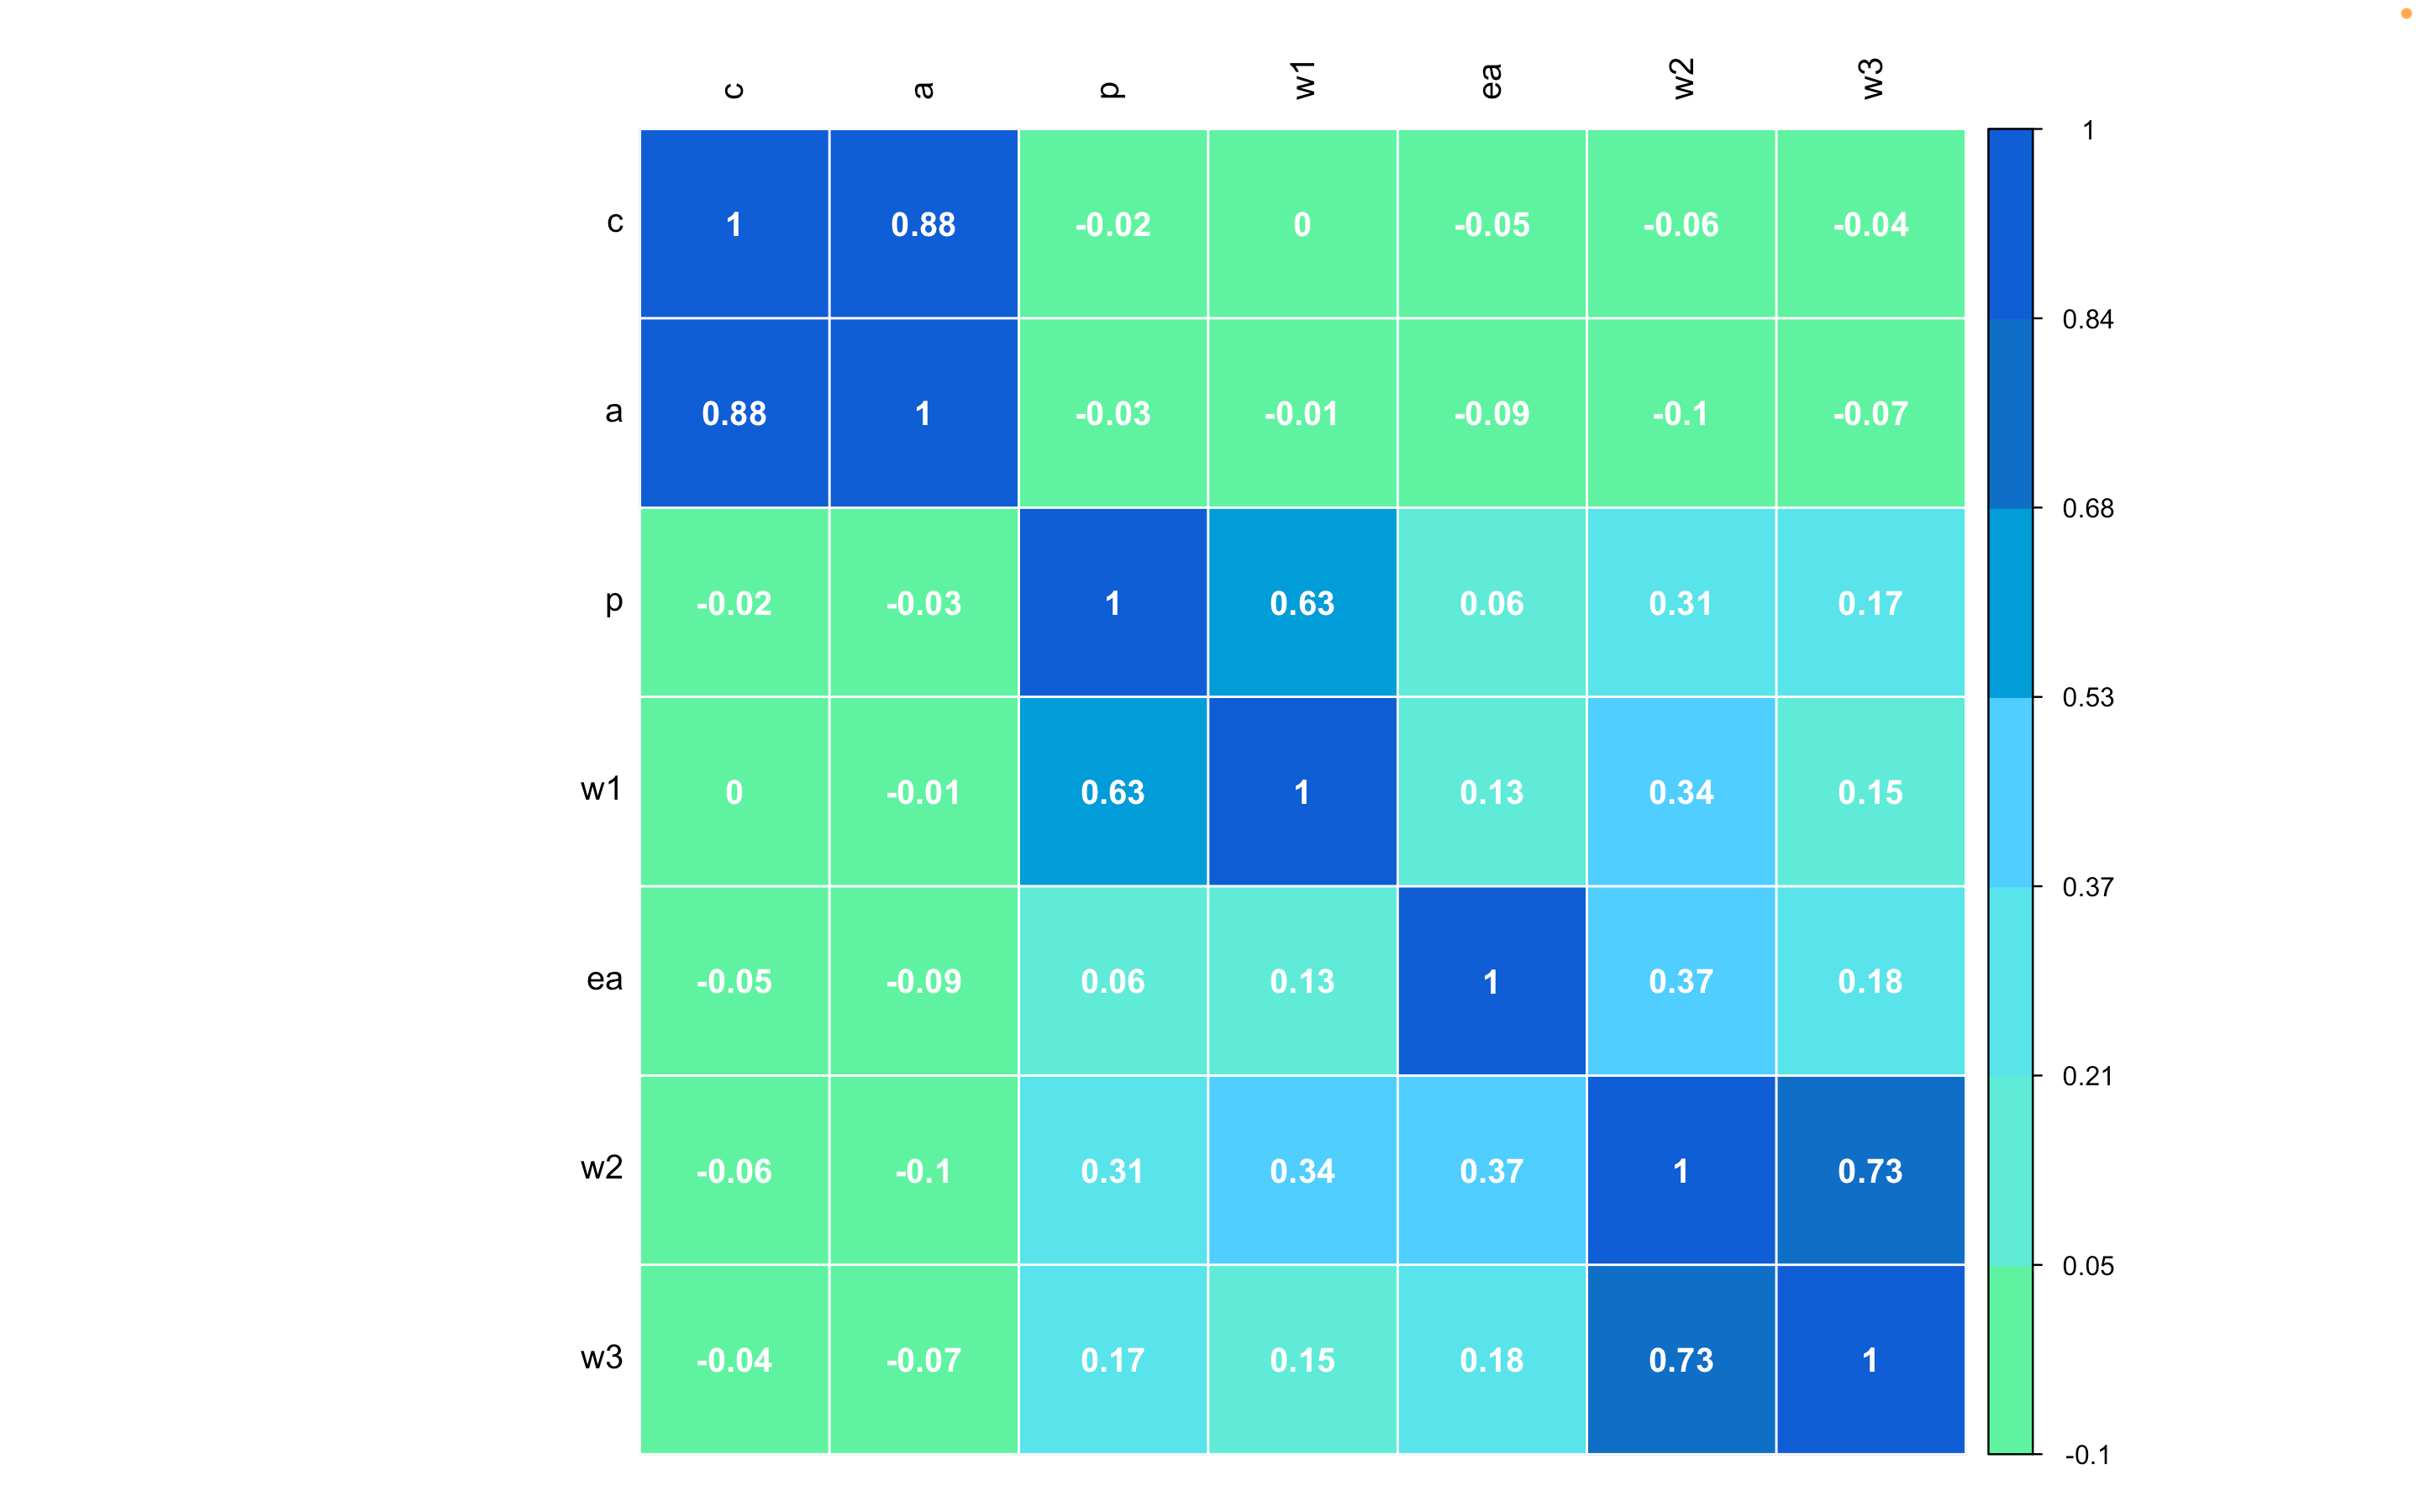 c a p w1 ea w2 w3
c 1 0.88 -0.02 0 -0.05 -0.06 -0.04
a 0.88 1 -0.03 -0.01 -0.09 -0.1 -0.07
p -0.02 -0.03 1 0.63 0.06 0.31 0.17
w1 0 -0.01 0.63 1 0.13 0.34 0.15
ea -0.05 -0.09 0.06 0.13 1 0.37 0.18
w2 -0.06 -0.1 0.31 0.34 0.37 1 0.73
w3 -0.04 -0.07 0.17 0.15 0.18 0.73 1
1
0.84
0.68
0.53
0.37
0.21
0.05
-0.1